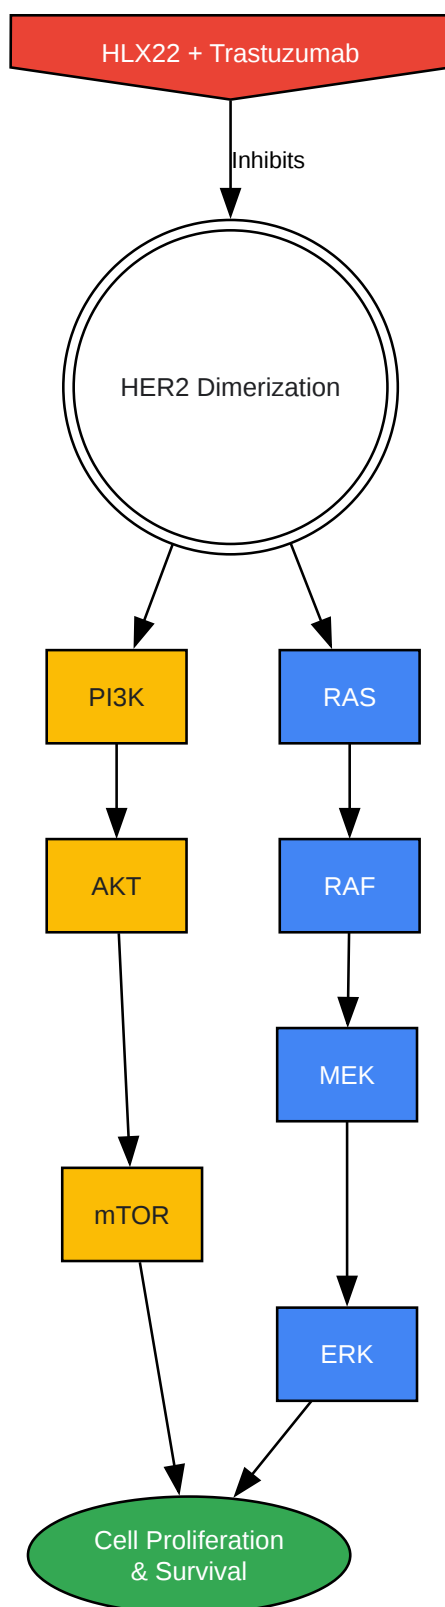 HLX22 + Trastuzumab
Inhibits
HER2 Dimerization
PI3K
RAS
AKT
RAF
MEK
mTOR
ERK
Cell Proliferation
& Survival